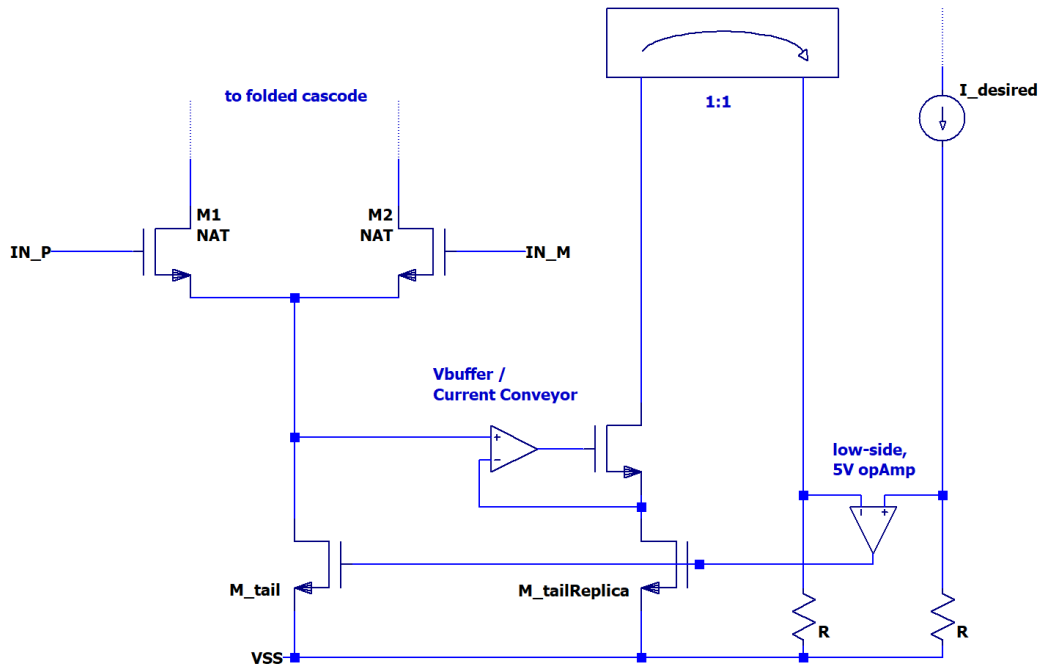 I_desired
to folded cascode
1:1
M1
NAT
M2
NAT
IN_P
IN_M
Vbuffer /
Current Conveyor
low-side,
5V opAmp
+
-
-
+
M_tail
M_tailReplica
R
R
VSS